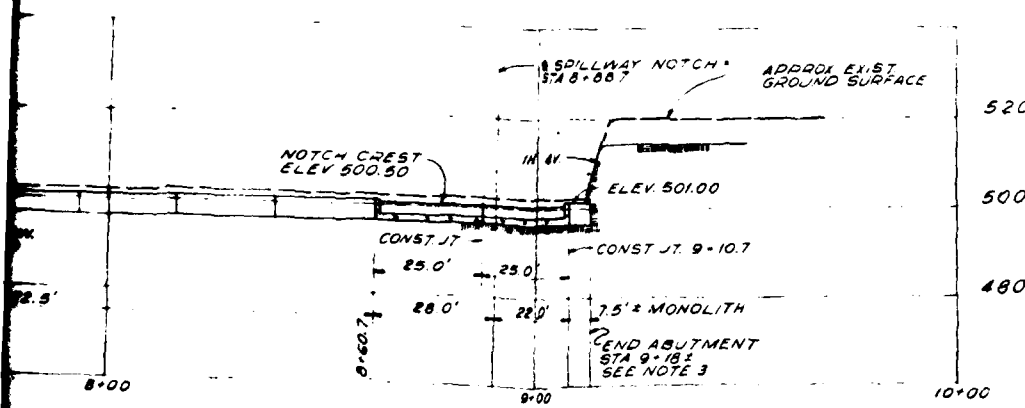 ℄ SPILLWAY NOTCH
STA 8+88.7
APPROX EXIST.
GROUND SURFACE
520
NOTCH CREST
ELEV 500.50
1H 4V.
ELEV. 501.00
500
CONST. JT
CONST JT. 9+10.7
25.0'
25.0'
480
22.5'
28.0'
22.0'
7.5' ± MONOLITH
8+60.7
END ABUTMENT
STA 9+18±
SEE NOTE 3
8+00
9+00
10+00